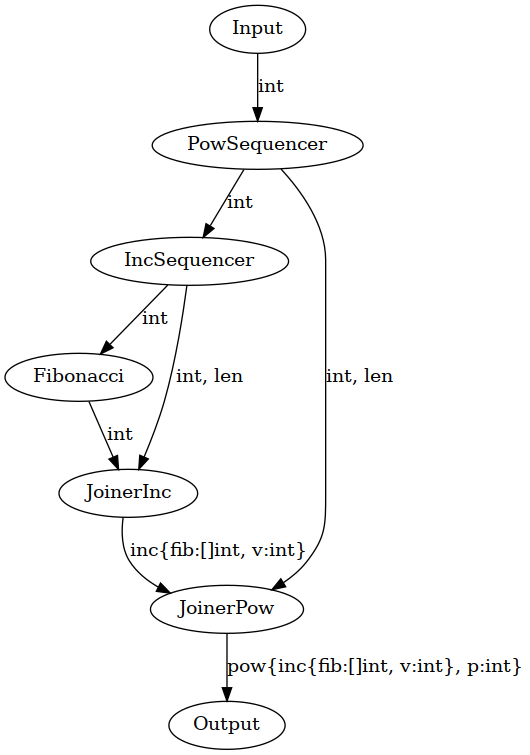 Input
int
PowSequencer
int
IncSequencer
int
Fibonacci
int, len
int, len
int
JoinerInc
inc{fib:[]int, v:int}
JoinerPow
pow{inc{fib:[]int, v:int}, p:int}
Output